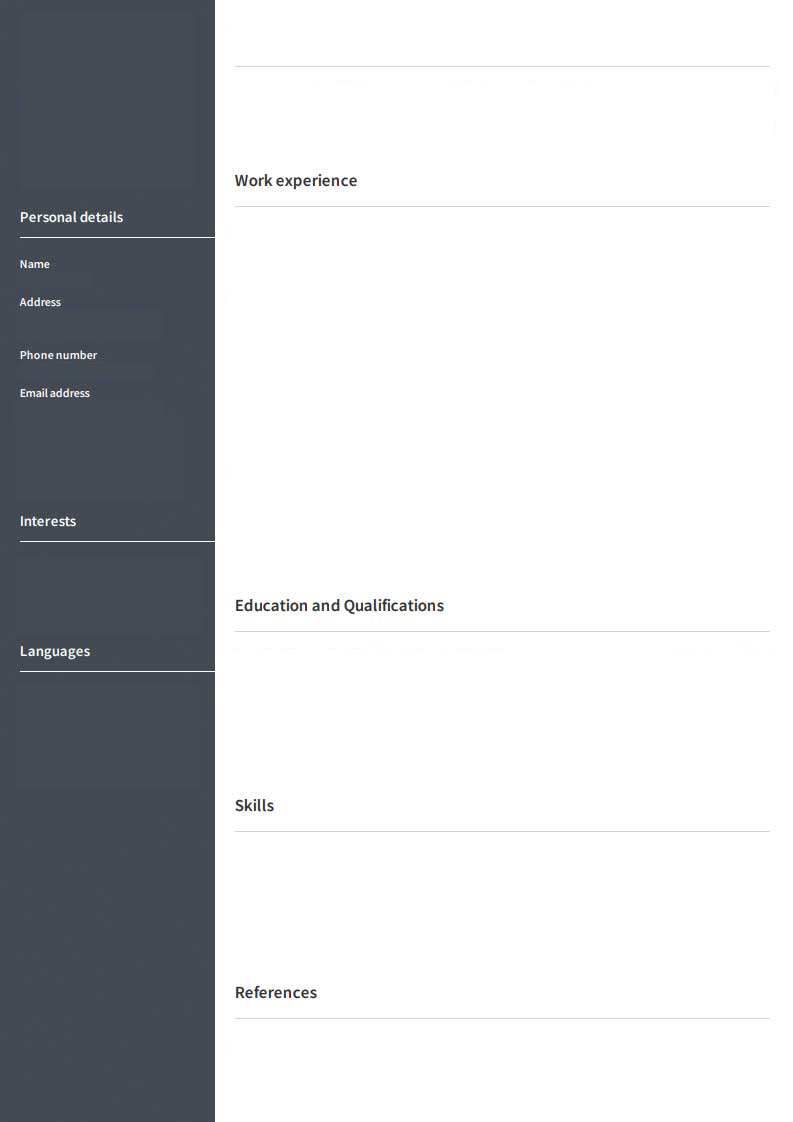 Personal details
Name
Address
Phone number
Email address
Interests
Languages
Work experience
Education and Qualifications
Skills
References